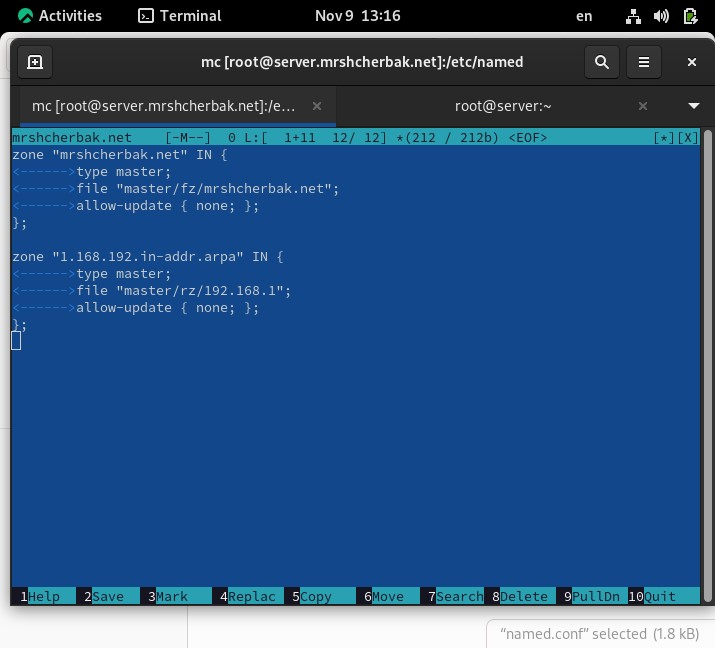 Activities Terminal Nov 9 13:16 en
mc [root@server.mrshcherbak.net]:/etc/named
mc [root@server.mrshcherbak.net]:/e… × root@server:~ ×
mrshcherbak.net [-M--] 0 L:[ 1+11 12/ 12] *(212 / 212b) <EOF> [*][X]
zone "mrshcherbak.net" IN {
<------>type master;
<------>file "master/fz/mrshcherbak.net";
<------>allow-update { none; };
};
zone "1.168.192.in-addr.arpa" IN {
<------>type master;
<------>file "master/rz/192.168.1";
<------>allow-update { none; };
};
1Help 2Save 3Mark 4Replac 5Copy 6Move 7Search 8Delete 9PullDn 10Quit
“named.conf” selected (1.8 kB)